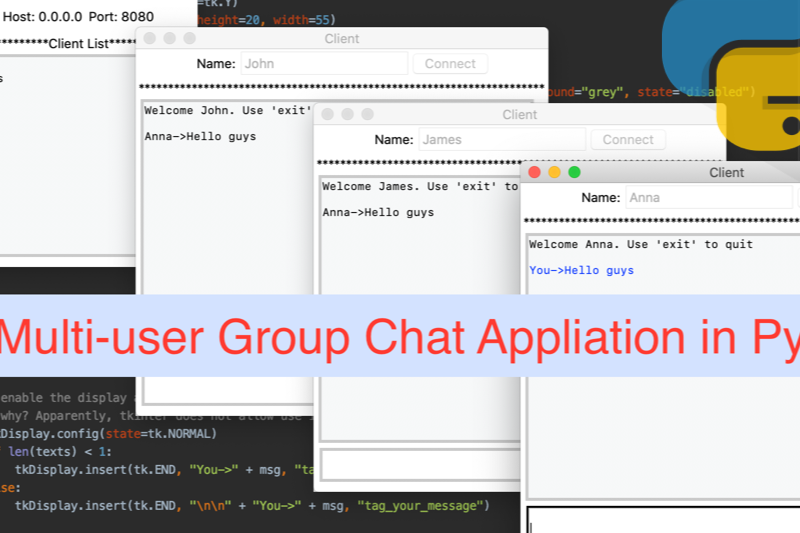 =tk.Y)
height=20, width=55)
Host: 0.0.0.0 Port: 8080
*********Client List****
s
Client
Name: John Connect
Welcome John. Use 'exit'
Anna->Hello guys
ound="grey", state="disabled")
Client
Name: James Connect
Welcome James. Use 'exit' to
Anna->Hello guys
Client
Name: Anna
Welcome Anna. Use 'exit' to quit
You->Hello guys
Multi-user Group Chat Appliation in Py
enable the display
why? Apparently, tkinter does not allow use
Display.config(state=tk.NORMAL)
len(texts) < 1:
tkDisplay.insert(tk.END, "You->" + msg, "ta
se:
tkDisplay.insert(tk.END, "\n\n" + "You->" + msg, "tag_your_message")